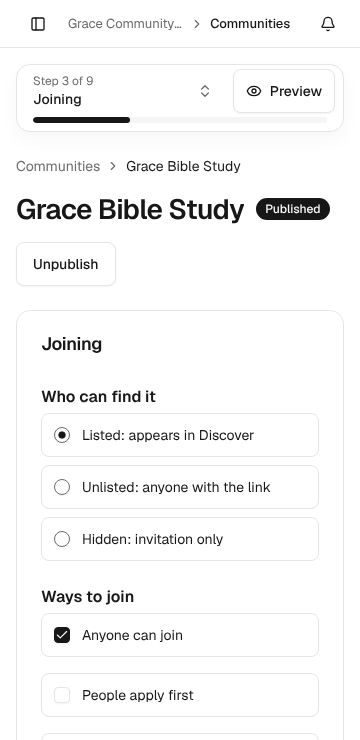 Grace Community… > Communities
Step 3 of 9
Joining
Preview
Communities > Grace Bible Study
Grace Bible Study Published
Unpublish
Joining
Who can find it
Listed: appears in Discover
Unlisted: anyone with the link
Hidden: invitation only
Ways to join
Anyone can join
People apply first